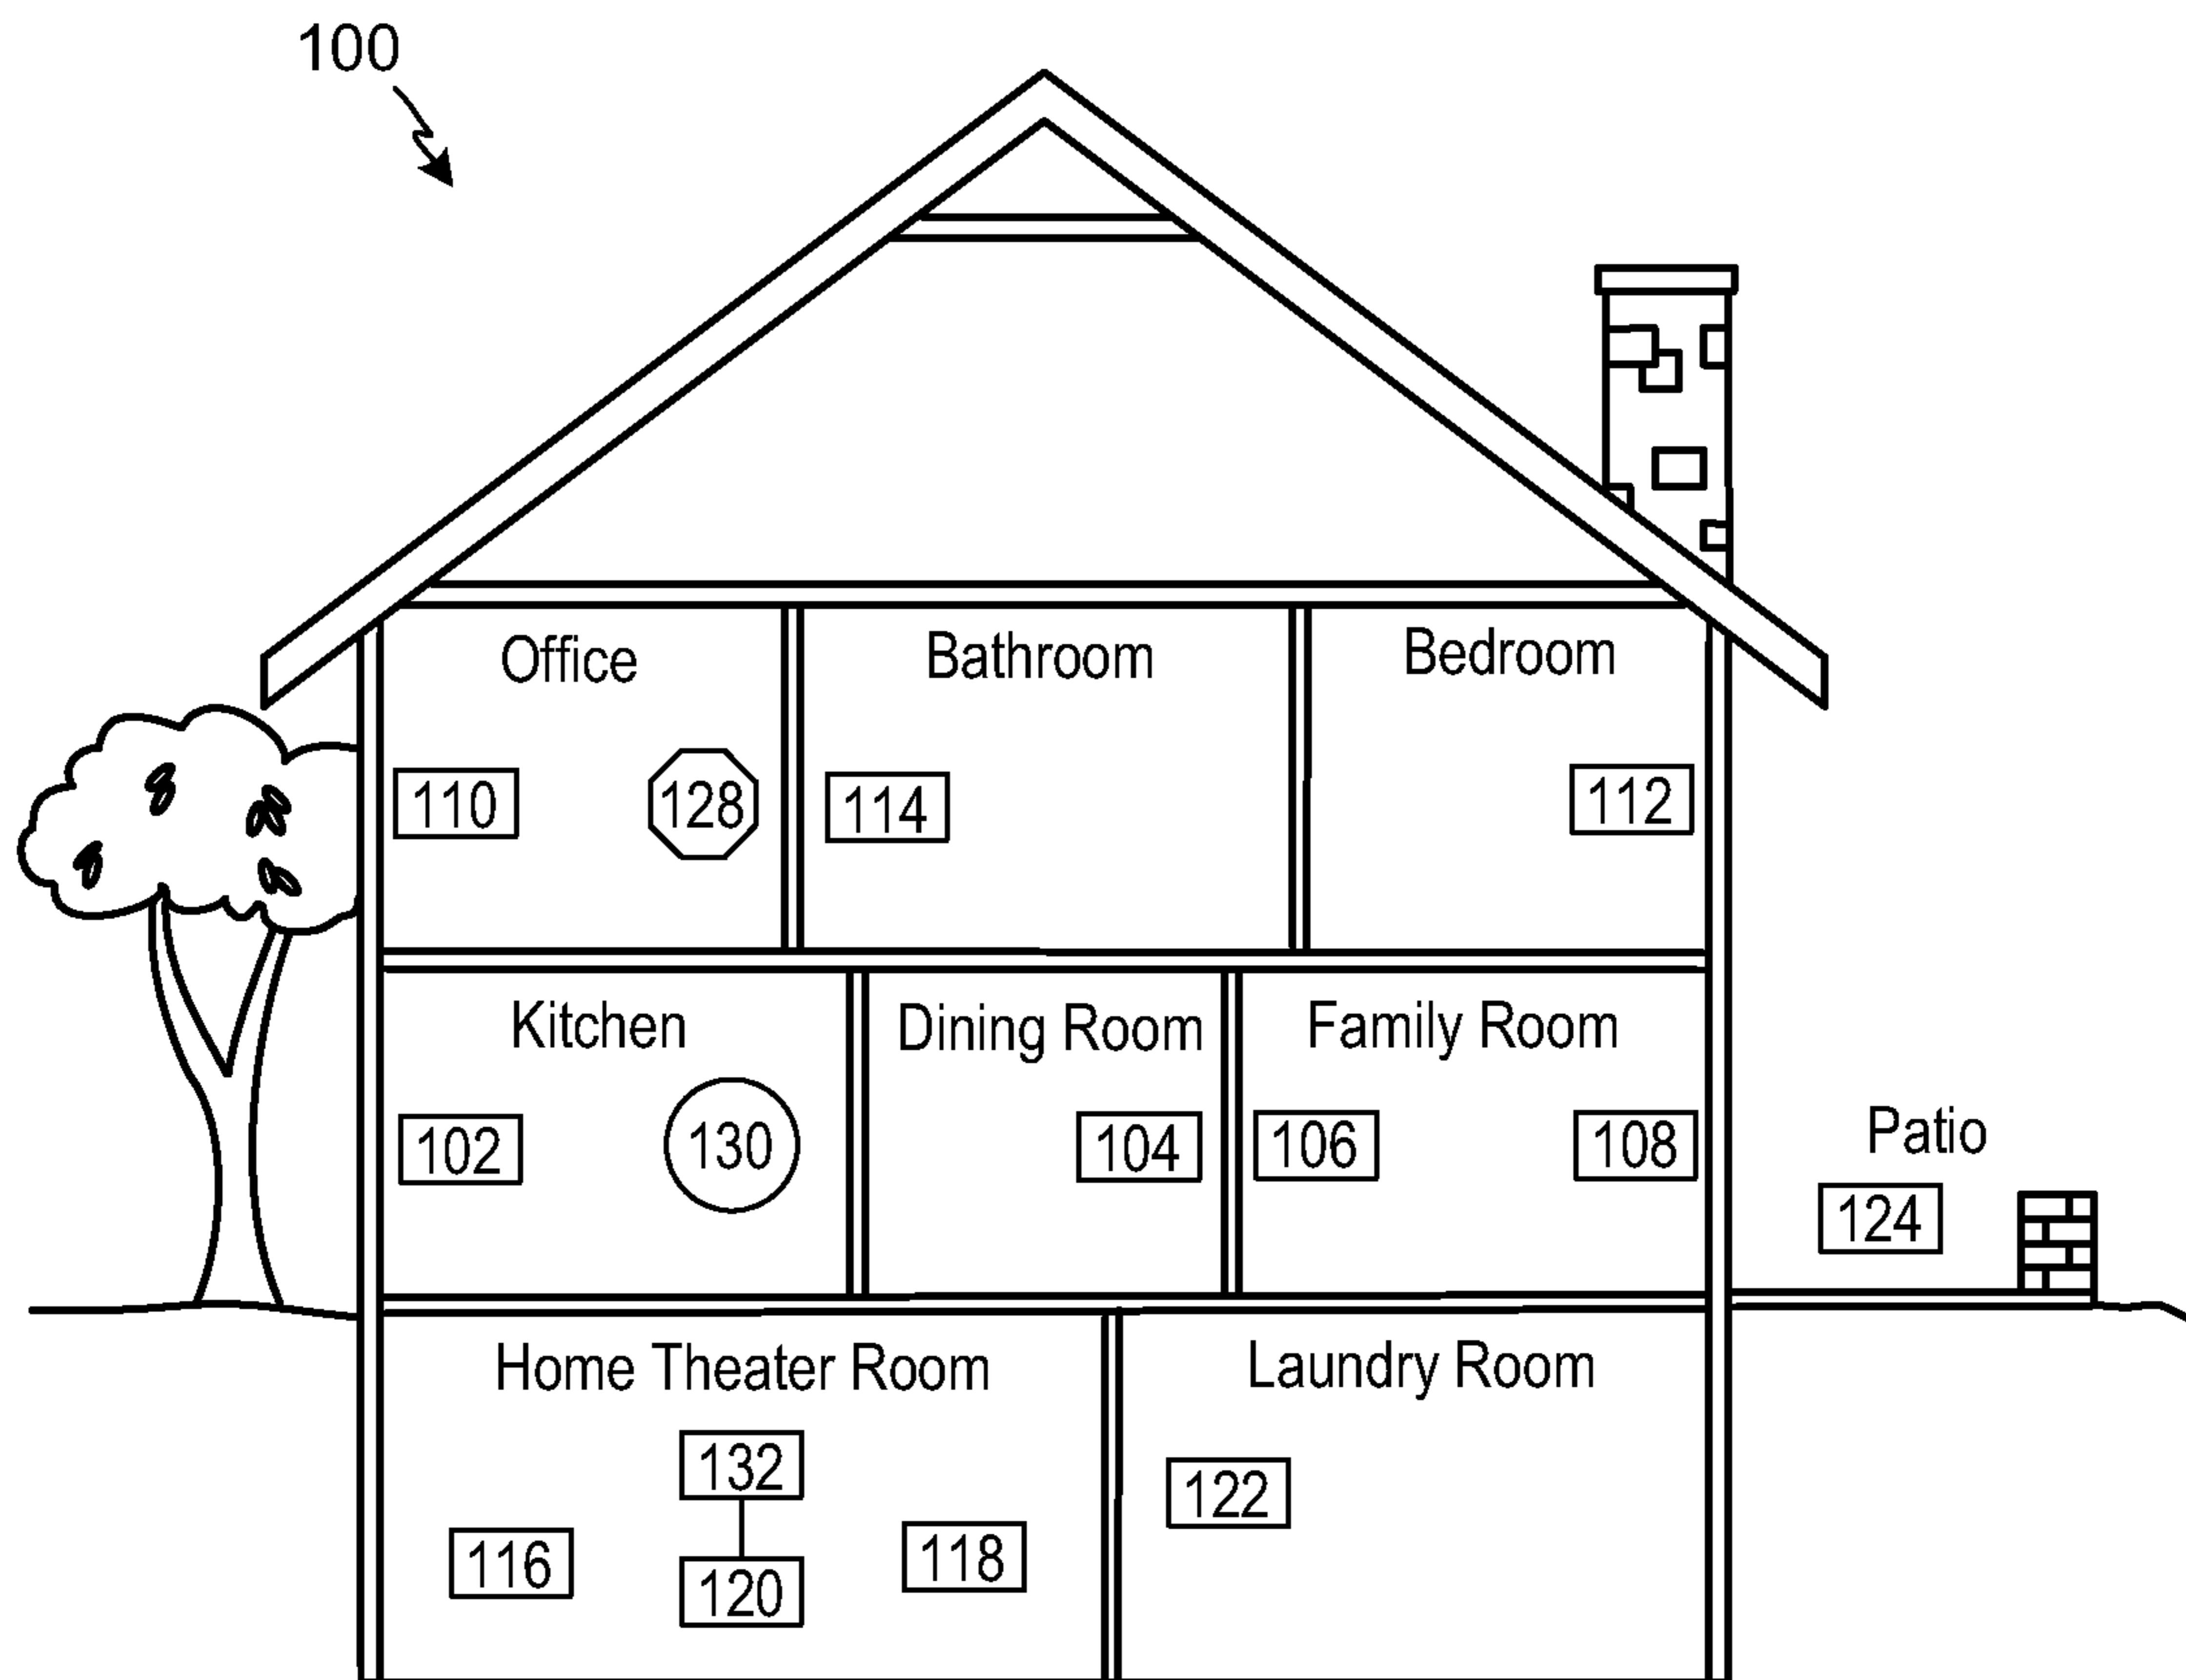 100
Office
Bathroom
Bedroom
110
128
114
112
Kitchen
Dining Room
Family Room
102
130
104
106
108
Patio
124
Home Theater Room
Laundry Room
132
122
116
120
118